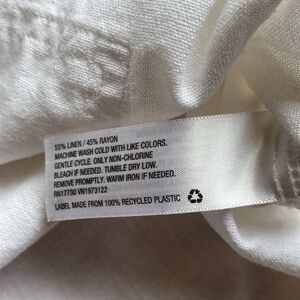 55% LINEN / 45% RAYON
MACHINE WASH COLD WITH LIKE COLORS.
GENTLE CYCLE. ONLY NON-CHLORINE
BLEACH IF NEEDED. TUMBLE DRY LOW.
REMOVE PROMPTLY. WARM IRON IF NEEDED.
RN17730 VN1973122
LABEL MADE FROM 100% RECYCLED PLASTIC